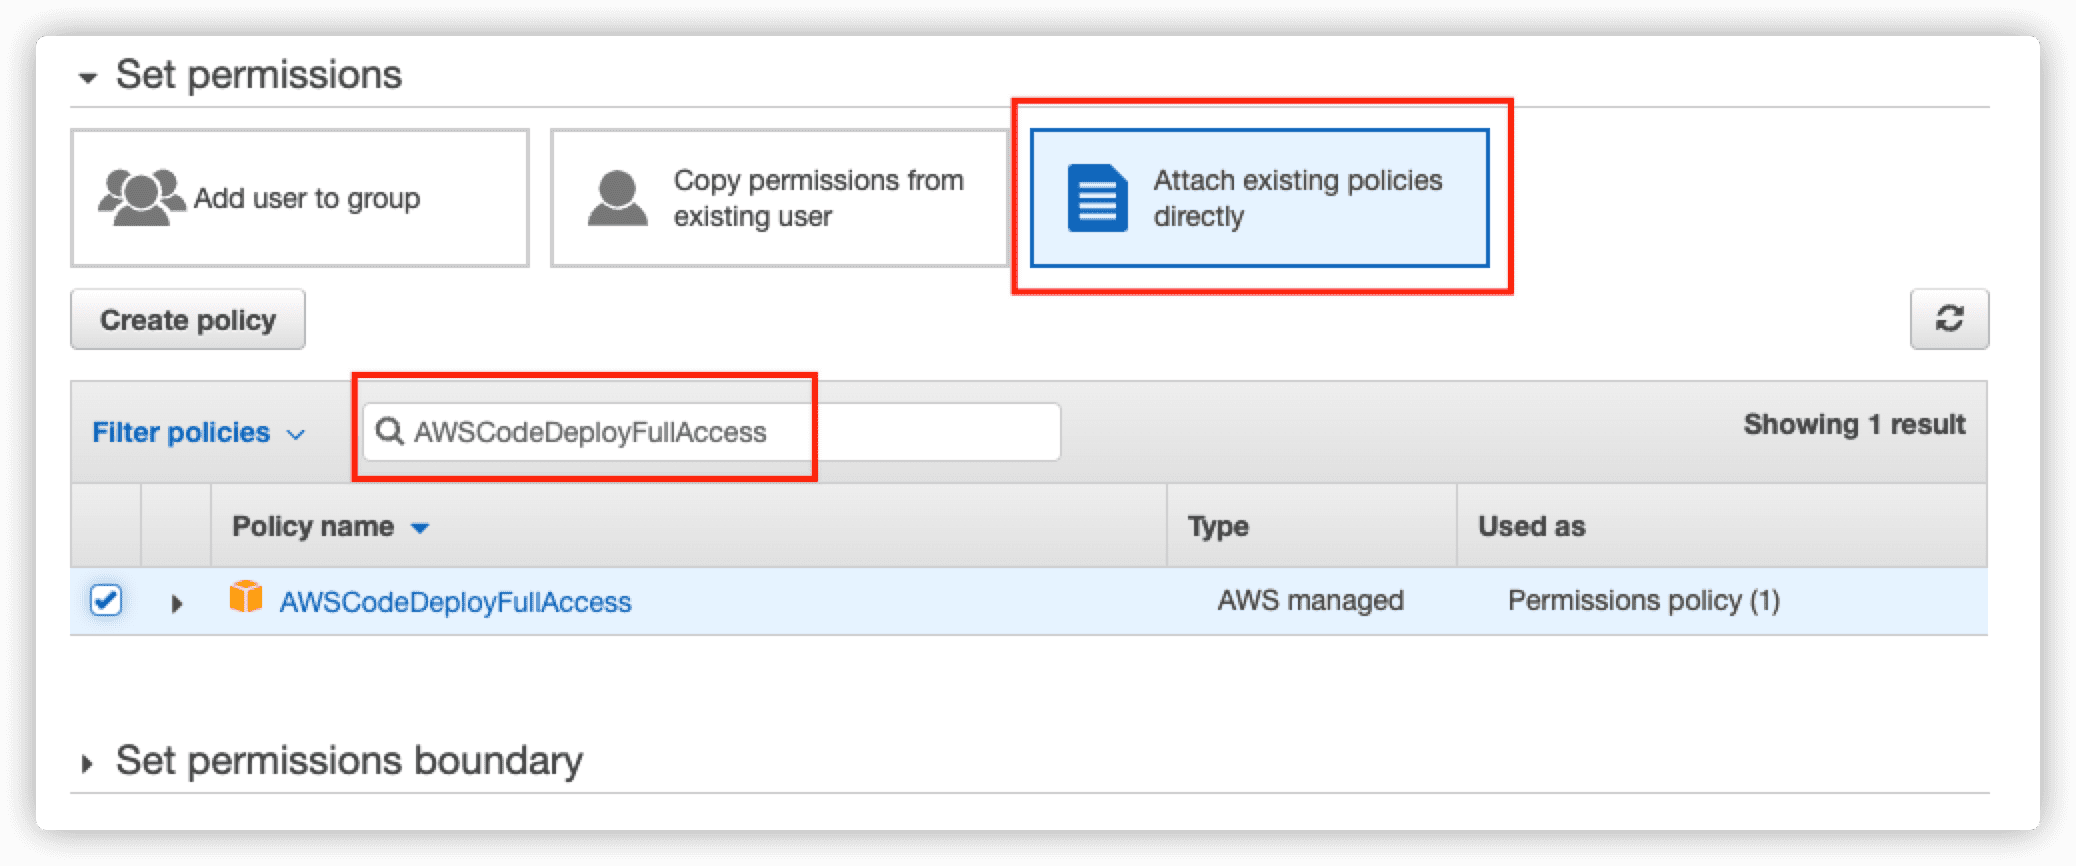 Set permissions
Add user to group
Copy permissions from
existing user
Attach existing policies
directly
Create policy
Filter policies
AWSCodeDeployFullAccess
Showing 1 result
Policy name
Type
Used as
AWSCodeDeployFullAccess
AWS managed
Permissions policy (1)
Set permissions boundary